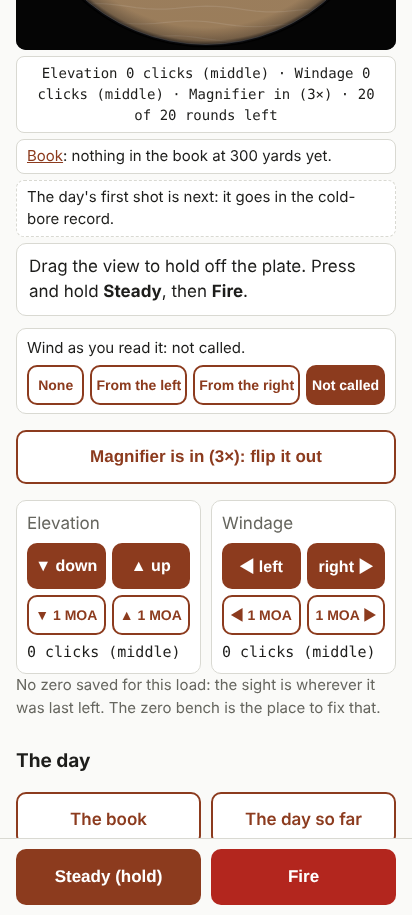 Elevation 0 clicks (middle) · Windage 0
clicks (middle) · Magnifier in (3×) · 20
of 20 rounds left
Book: nothing in the book at 300 yards yet.
The day's first shot is next: it goes in the cold-
bore record.
Drag the view to hold off the plate. Press
and hold Steady, then Fire.
Wind as you read it: not called.
None From the left From the right Not called
Magnifier is in (3×): flip it out
Elevation
▼ down ▲ up
▼ 1 MOA ▲ 1 MOA
0 clicks (middle)
Windage
◀ left right ▶
◀ 1 MOA 1 MOA ▶
0 clicks (middle)
No zero saved for this load: the sight is wherever it
was last left. The zero bench is the place to fix that.
The day
The book The day so far
Steady (hold) Fire